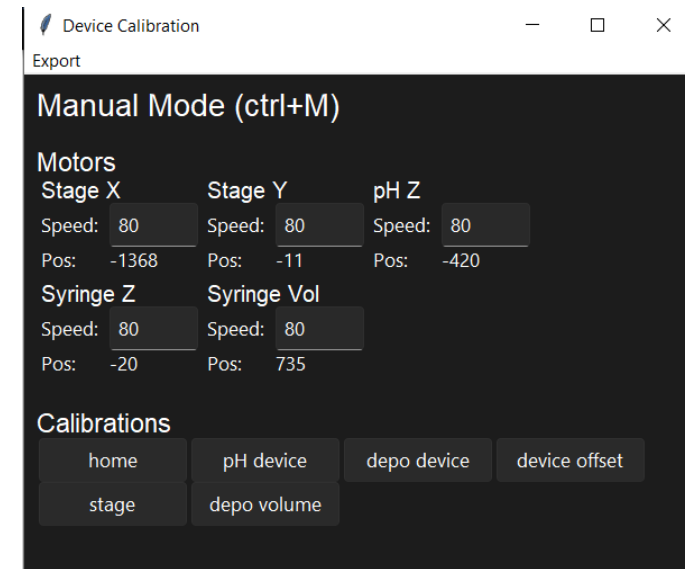 Device Calibration
Export
Manual Mode (ctrl+M)
Motors
Stage X Stage Y pH Z
Speed: 80 Speed: 80 Speed: 80
Pos: -1368 Pos: -11 Pos: -420
Syringe Z Syringe Vol
Speed: 80 Speed: 80
Pos: -20 Pos: 735
Calibrations
home pH device depo device device offset
stage depo volume